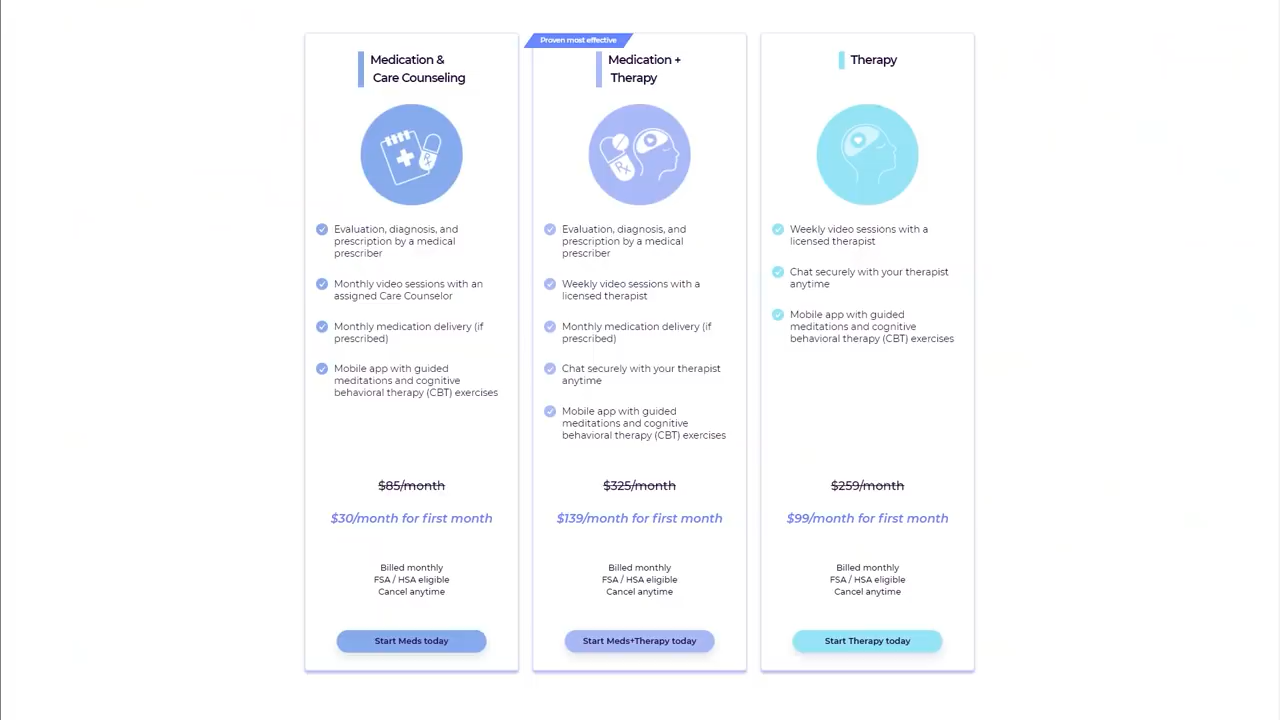 Medication &
Care Counseling
Rx
Evaluation, diagnosis, and
prescription by a medical
prescriber
Monthly video sessions with an
assigned Care Counselor
Monthly medication delivery (if
prescribed)
Mobile app with guided
meditations and cognitive
behavioral therapy (CBT) exercises
$85/month
$30/month for first month
Billed monthly
FSA / HSA eligible
Cancel anytime
Start Meds today
Proven most effective
Medication +
Therapy
Rx
Evaluation, diagnosis, and
prescription by a medical
prescriber
Weekly video sessions with a
licensed therapist
Monthly medication delivery (if
prescribed)
Chat securely with your therapist
anytime
Mobile app with guided
meditations and cognitive
behavioral therapy (CBT) exercises
$325/month
$139/month for first month
Billed monthly
FSA / HSA eligible
Cancel anytime
Start Meds+Therapy today
Therapy
Weekly video sessions with a
licensed therapist
Chat securely with your therapist
anytime
Mobile app with guided
meditations and cognitive
behavioral therapy (CBT) exercises
$259/month
$99/month for first month
Billed monthly
FSA / HSA eligible
Cancel anytime
Start Therapy today